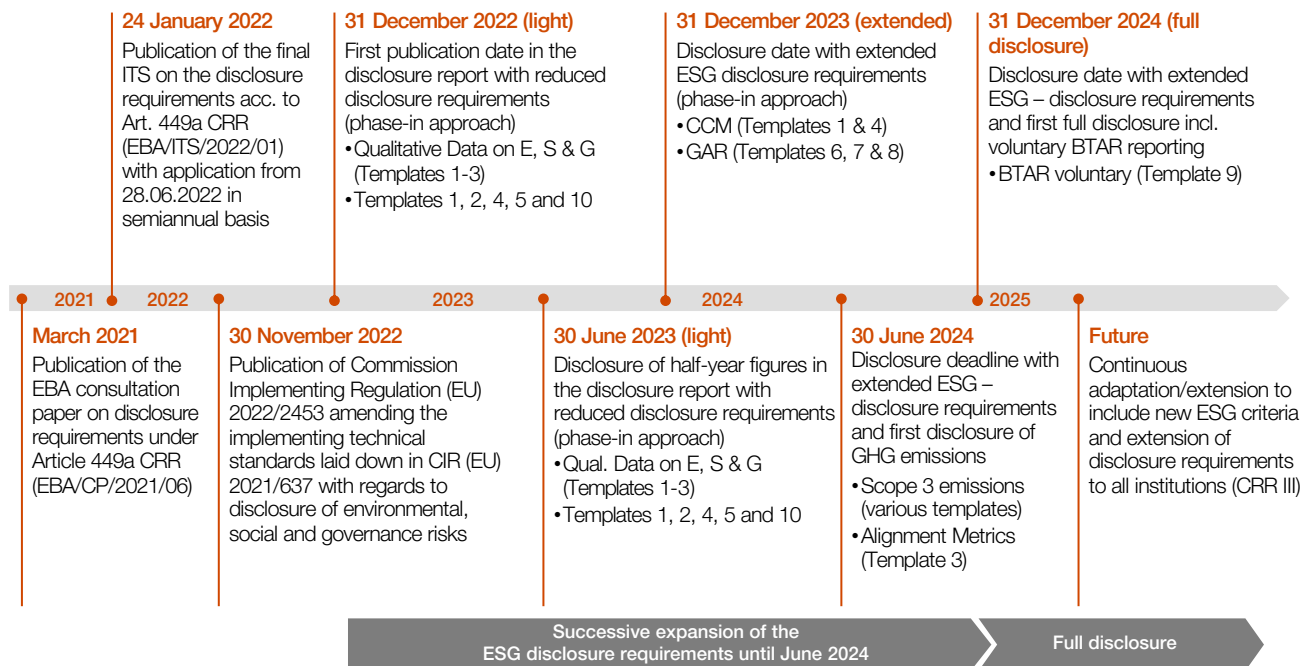 24 January 2022
Publication of the final
ITS on the disclosure
requirements acc. to
Art. 449a CRR
(EBA/ITS/2022/01)
with application from
28.06.2022 in
semiannual basis
31 December 2022 (light)
First publication date in the
disclosure report with reduced
disclosure requirements
(phase-in approach)
•Qualitative Data on E, S & G
(Templates 1-3)
•Templates 1, 2, 4, 5 and 10
31 December 2023 (extended)
Disclosure date with extended
ESG disclosure requirements
(phase-in approach)
•CCM (Templates 1 & 4)
•GAR (Templates 6, 7 & 8)
31 December 2024 (full
disclosure)
Disclosure date with extended
ESG – disclosure requirements
and first full disclosure incl.
voluntary BTAR reporting
•BTAR voluntary (Template 9)
2021
2022
2023
2024
2025
March 2021
Publication of the
EBA consultation
paper on disclosure
requirements under
Article 449a CRR
(EBA/CP/2021/06)
30 November 2022
Publication of Commission
Implementing Regulation (EU)
2022/2453 amending the
implementing technical
standards laid down in CIR (EU)
2021/637 with regards to
disclosure of environmental,
social and governance risks
30 June 2023 (light)
Disclosure of half-year figures in
the disclosure report with
reduced disclosure requirements
(phase-in approach)
•Qual. Data on E, S & G
(Templates 1-3)
•Templates 1, 2, 4, 5 and 10
30 June 2024
Disclosure deadline with
extended ESG –
disclosure requirements
and first disclosure of
GHG emissions
•Scope 3 emissions
(various templates)
•Alignment Metrics
(Template 3)
Future
Continuous
adaptation/extension to
include new ESG criteria
and extension of
disclosure requirements
to all institutions (CRR III)
Successive expansion of the
ESG disclosure requirements until June 2024
Full disclosure